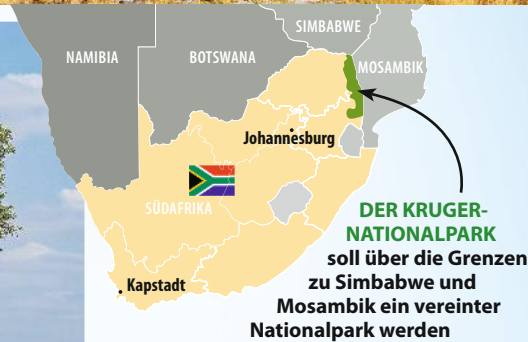 SIMBABWE
NAMIBIA
BOTSWANA
MOSAMBIK
Johannesburg
SÜDAFRIKA
Kapstadt
DER KRUGER-
NATIONALPARK
soll über die Grenzen
zu Simbabwe und
Mosambik ein vereinter
Nationalpark werden